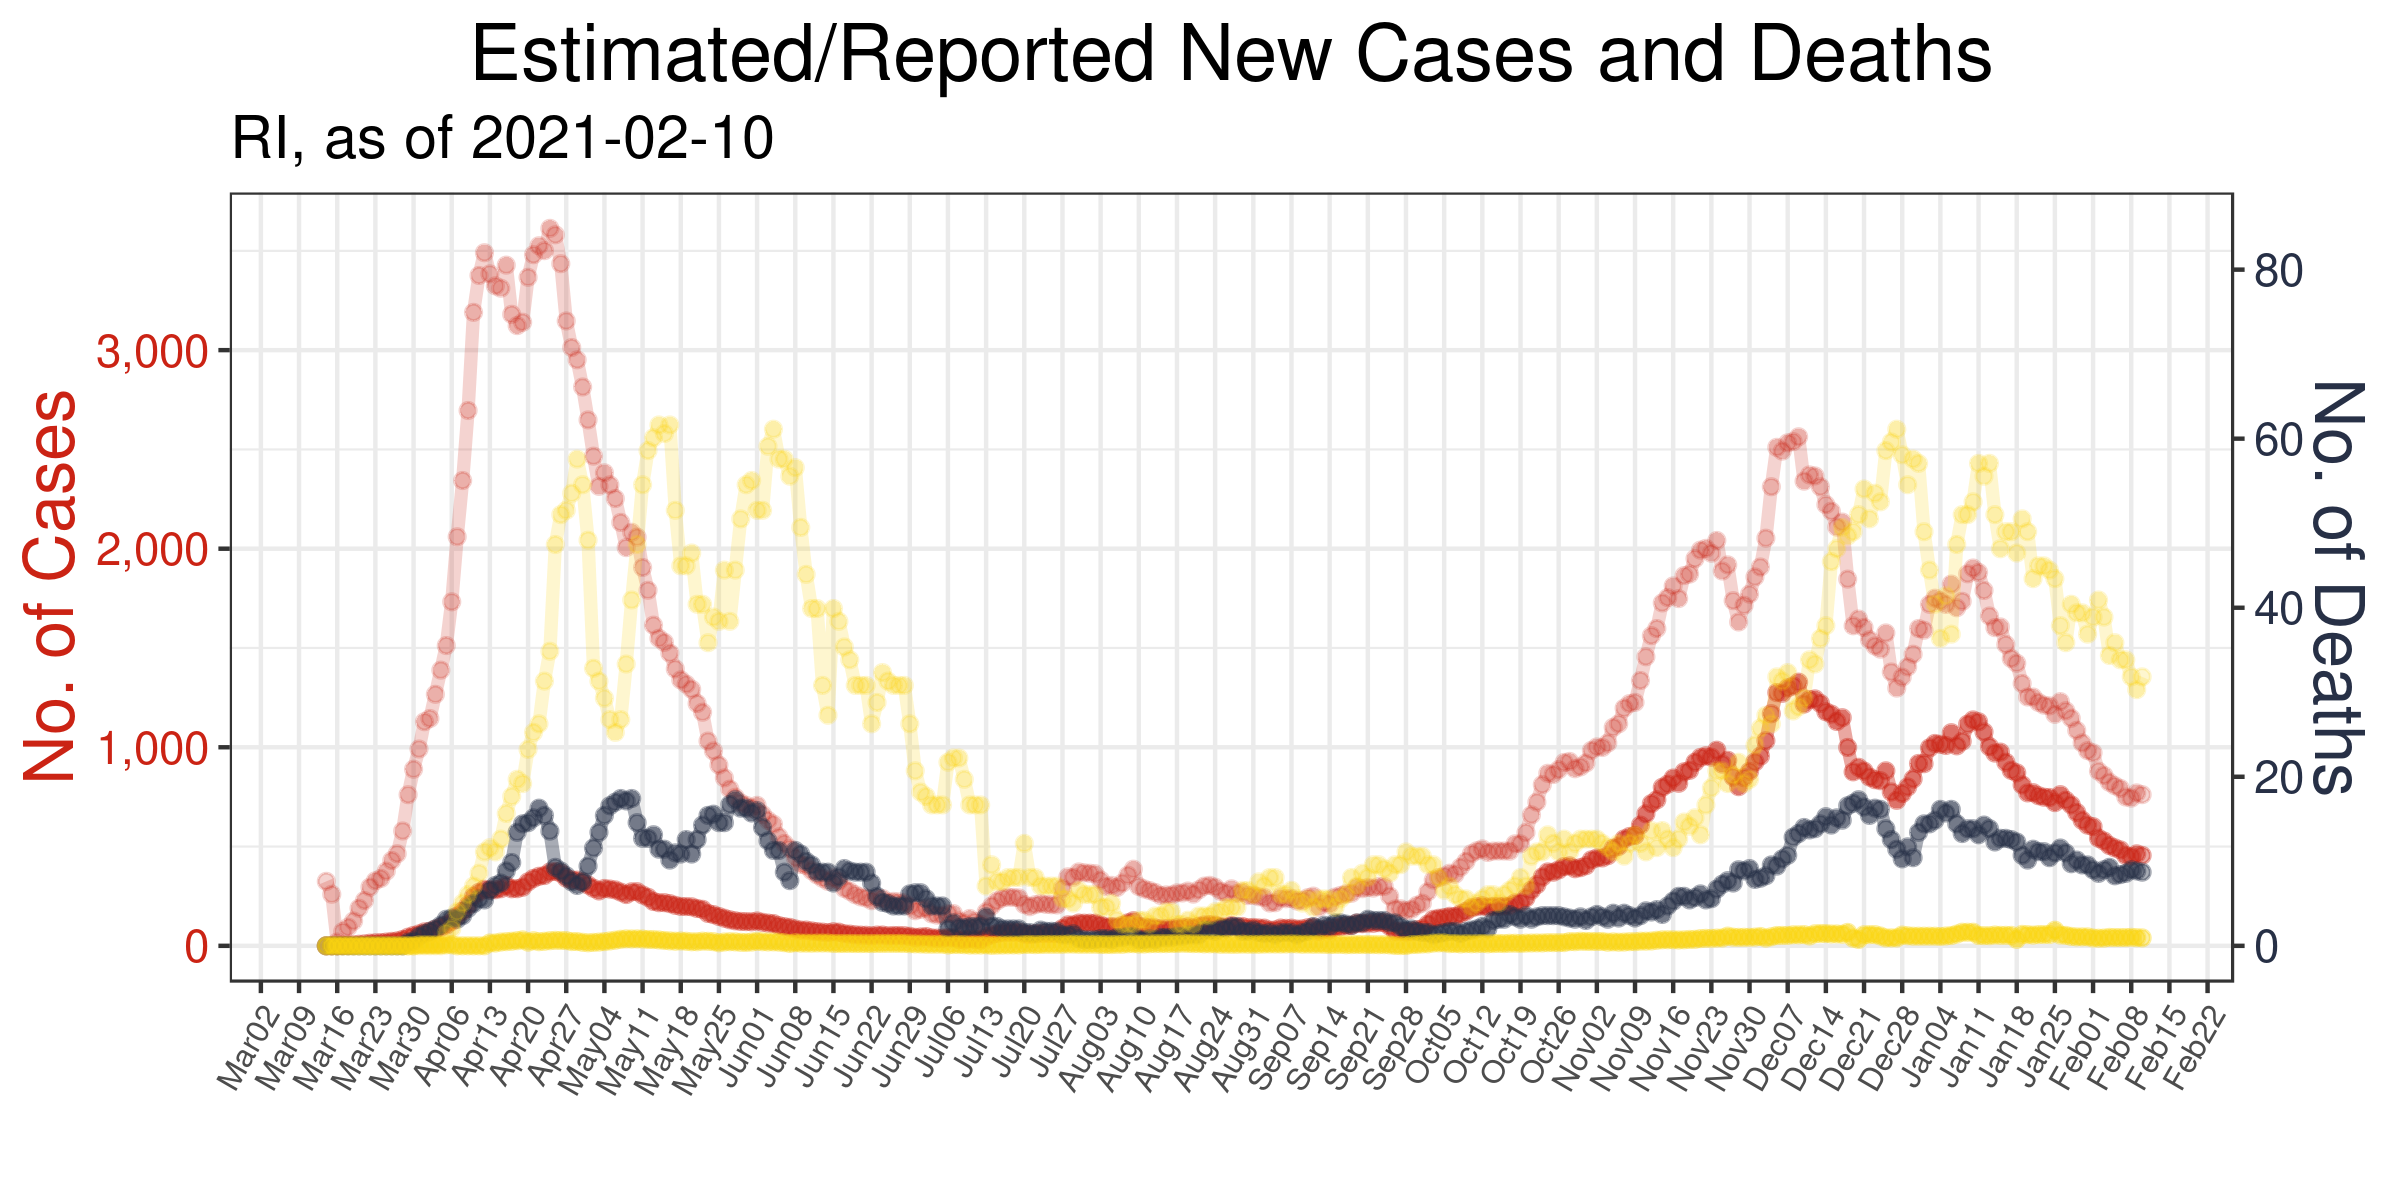 Estimated/Reported New Cases and Deaths
RI, as of 2021-02-10
No. of Cases
3,000
2,000
1,000
0
80
60
40
20
0
No. of Deaths
Mar02
Mar09
Mar16
Mar23
Mar30
Apr06
Apr13
Apr20
Apr27
May04
May11
May18
May25
Jun01
Jun08
Jun15
Jun22
Jun29
Jul06
Jul13
Jul20
Jul27
Aug03
Aug10
Aug17
Aug24
Aug31
Sep07
Sep14
Sep21
Sep28
Oct05
Oct12
Oct19
Oct26
Nov02
Nov09
Nov16
Nov23
Nov30
Dec07
Dec14
Dec21
Dec28
Jan04
Jan11
Jan18
Jan25
Feb01
Feb08
Feb15
Feb22